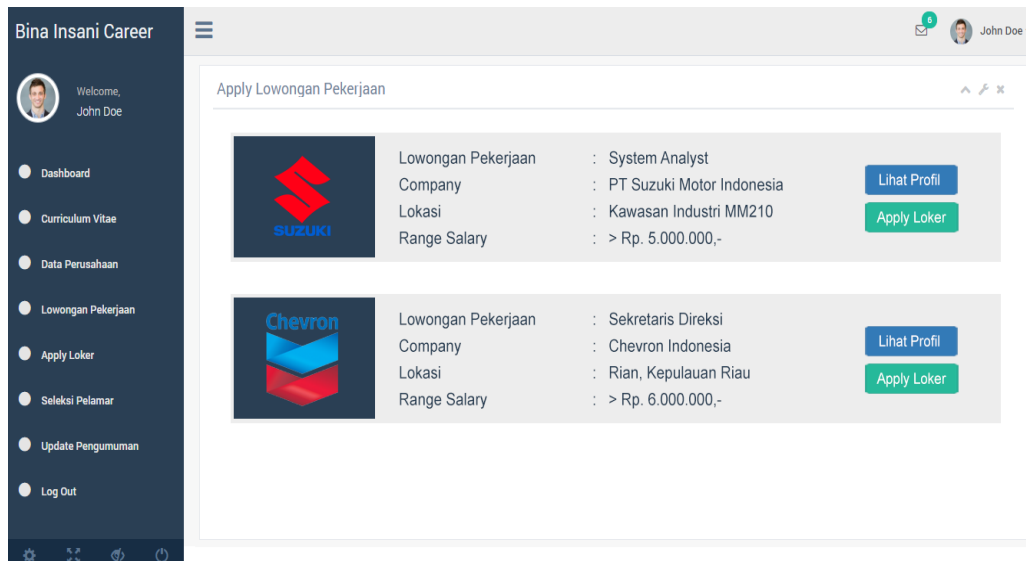 Bina Insani Career
6
John Doe
Welcome,
John Doe
Dashboard
Curriculum Vitae
Data Perusahaan
Lowongan Pekerjaan
Apply Loker
Seleksi Pelamar
Update Pengumuman
Log Out
Apply Lowongan Pekerjaan
SUZUKI
Lowongan Pekerjaan : System Analyst
Company : PT Suzuki Motor Indonesia
Lokasi : Kawasan Industri MM210
Range Salary : > Rp. 5.000.000,-
Lihat Profil
Apply Loker
Chevron
Lowongan Pekerjaan : Sekretaris Direksi
Company : Chevron Indonesia
Lokasi : Rian, Kepulauan Riau
Range Salary : > Rp. 6.000.000,-
Lihat Profil
Apply Loker